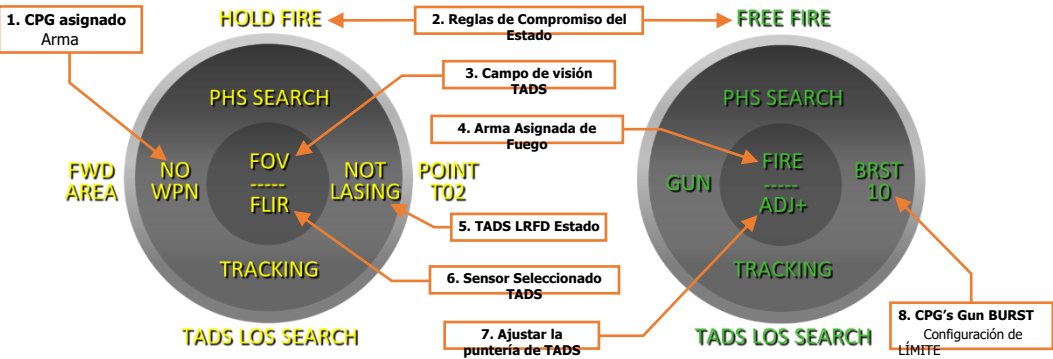 1. CPG asignado
Arma
HOLD FIRE
2. Reglas de Compromiso del
Estado
FREE FIRE
3. Campo de visión
TADS
PHS SEARCH
PHS SEARCH
4. Arma Asignada de
Fuego
FWD
AREA
NO
WPN
FOV
-----
FLIR
NOT
LASING
POINT
T02
GUN
FIRE
-----
ADJ+
BRST
10
5. TADS LRFD Estado
TRACKING
6. Sensor Seleccionado
TADS
TRACKING
TADS LOS SEARCH
7. Ajustar la
puntería de TADS
TADS LOS SEARCH
8. CPG's Gun BURST
Configuración de
LÍMITE